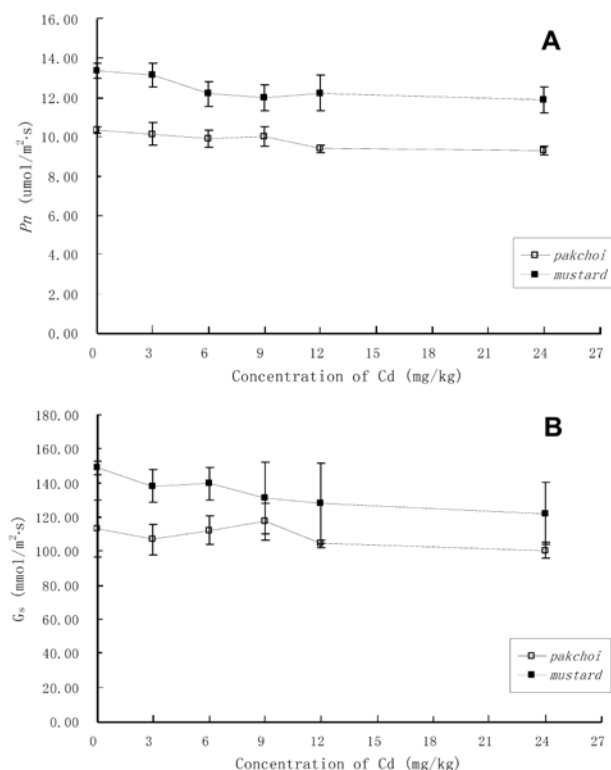 A
16.00
14.00
12.00
10.00
8.00
6.00
4.00
2.00
0.00
Pn (umol/m²·s)
pakchoi
mustard
0 3 6 9 12 15 18 21 24 27
Concentration of Cd (mg/kg)
B
180.00
160.00
140.00
120.00
100.00
80.00
60.00
40.00
20.00
0.00
Gs (mmol/m²·s)
pakchoi
mustard
0 3 6 9 12 15 18 21 24 27
Concentration of Cd (mg/kg)